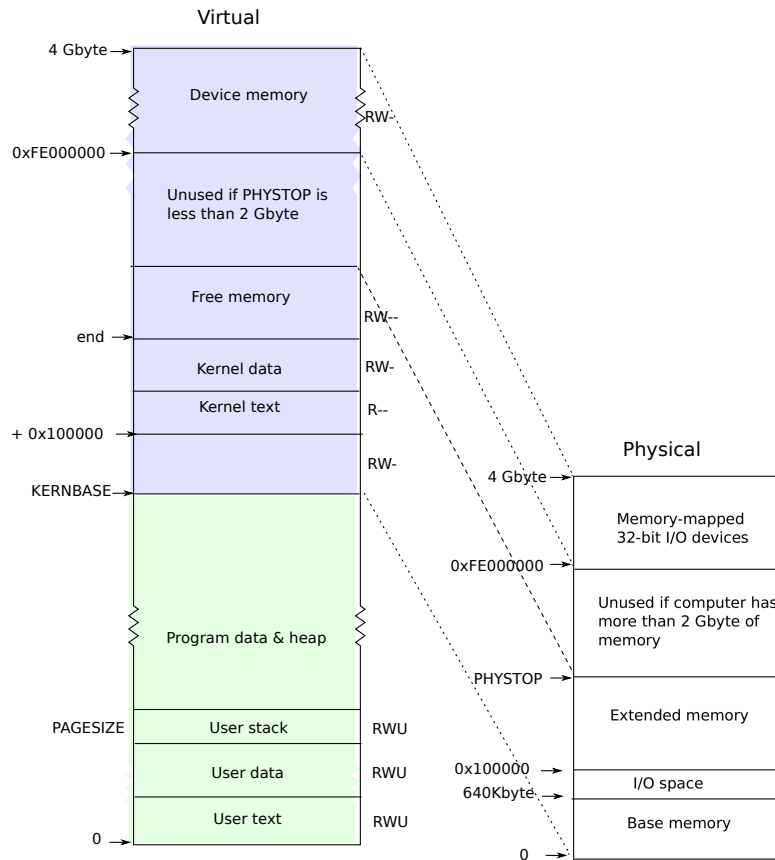 Virtual
4 Gbyte
Device memory
RW-
0xFE000000
Unused if PHYSTOP is
less than 2 Gbyte
Free memory
RW--
end
Kernel data
RW-
Kernel text
R--
+ 0x100000
RW-
KERNBASE
Program data & heap
PAGESIZE
User stack
RWU
User data
RWU
User text
RWU
0
Physical
4 Gbyte
Memory-mapped
32-bit I/O devices
0xFE000000
Unused if computer has
more than 2 Gbyte of
memory
PHYSTOP
Extended memory
0x100000
I/O space
640Kbyte
Base memory
0